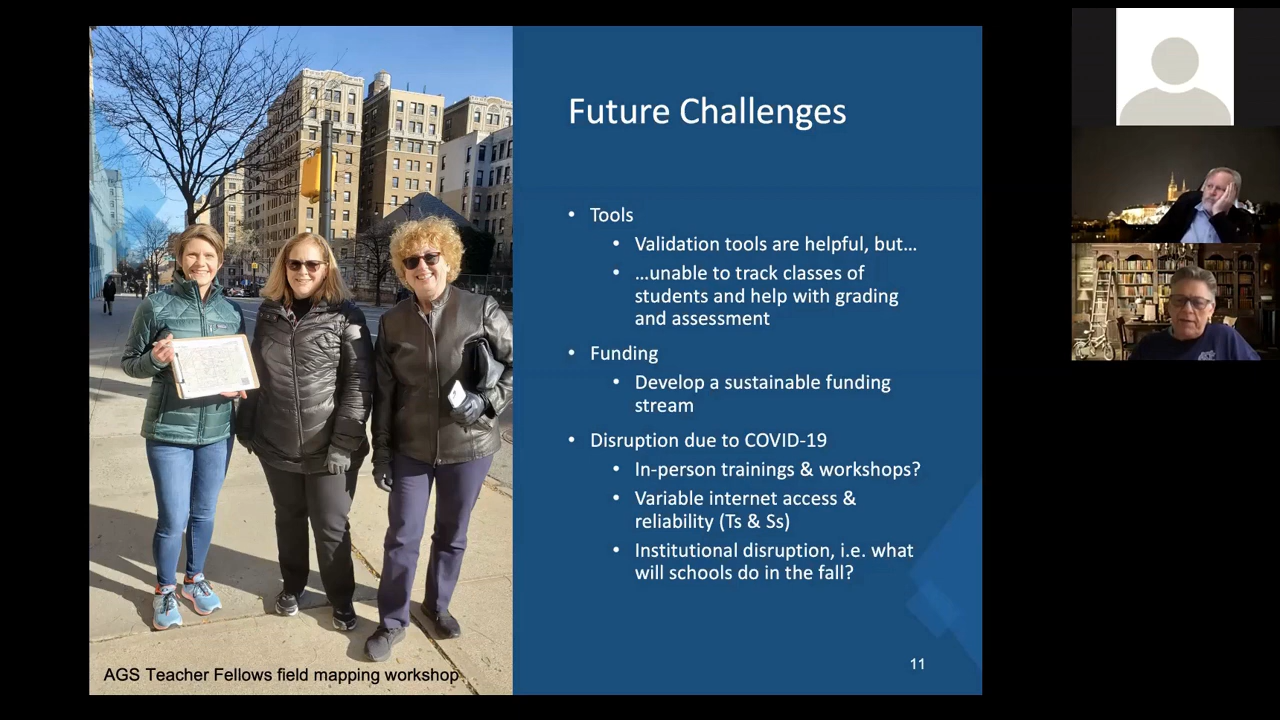 Future Challenges
• Tools
• Validation tools are helpful, but…
• …unable to track classes of
students and help with grading
and assessment
• Funding
• Develop a sustainable funding
stream
• Disruption due to COVID-19
• In-person trainings & workshops?
• Variable internet access &
reliability (Ts & Ss)
• Institutional disruption, i.e. what
will schools do in the fall?
11
AGS Teacher Fellows field mapping workshop